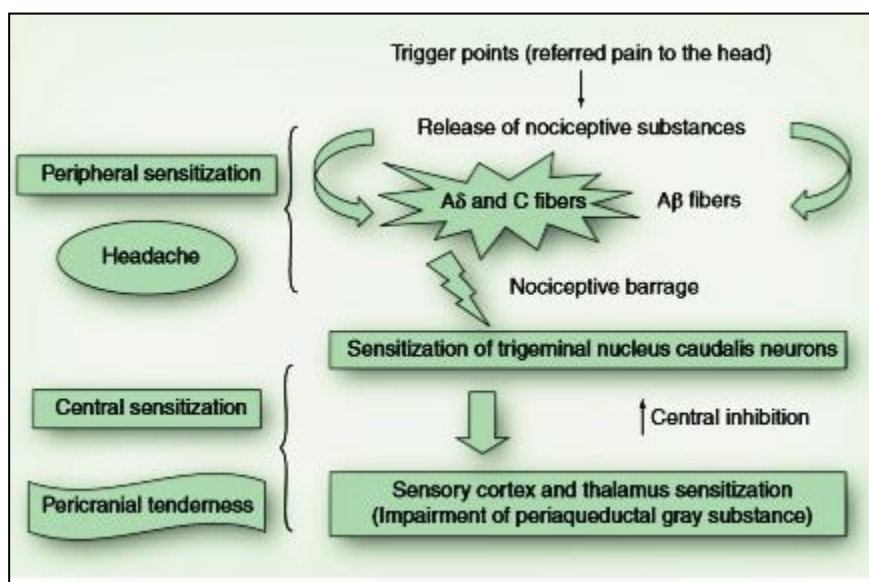 Trigger points (referred pain to the head)
Release of nociceptive substances
Peripheral sensitization
Aδ and C fibers
Aβ fibers
Headache
Nociceptive barrage
Sensitization of trigeminal nucleus caudalis neurons
Central sensitization
↑ Central inhibition
Pericranial tenderness
Sensory cortex and thalamus sensitization
(Impairment of periaqueductal gray substance)